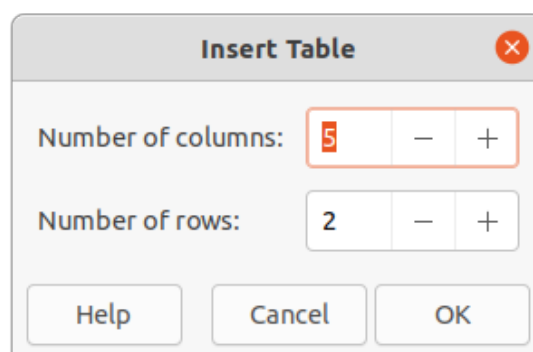 Insert Table
Number of columns: 5
Number of rows: 2
Help Cancel OK